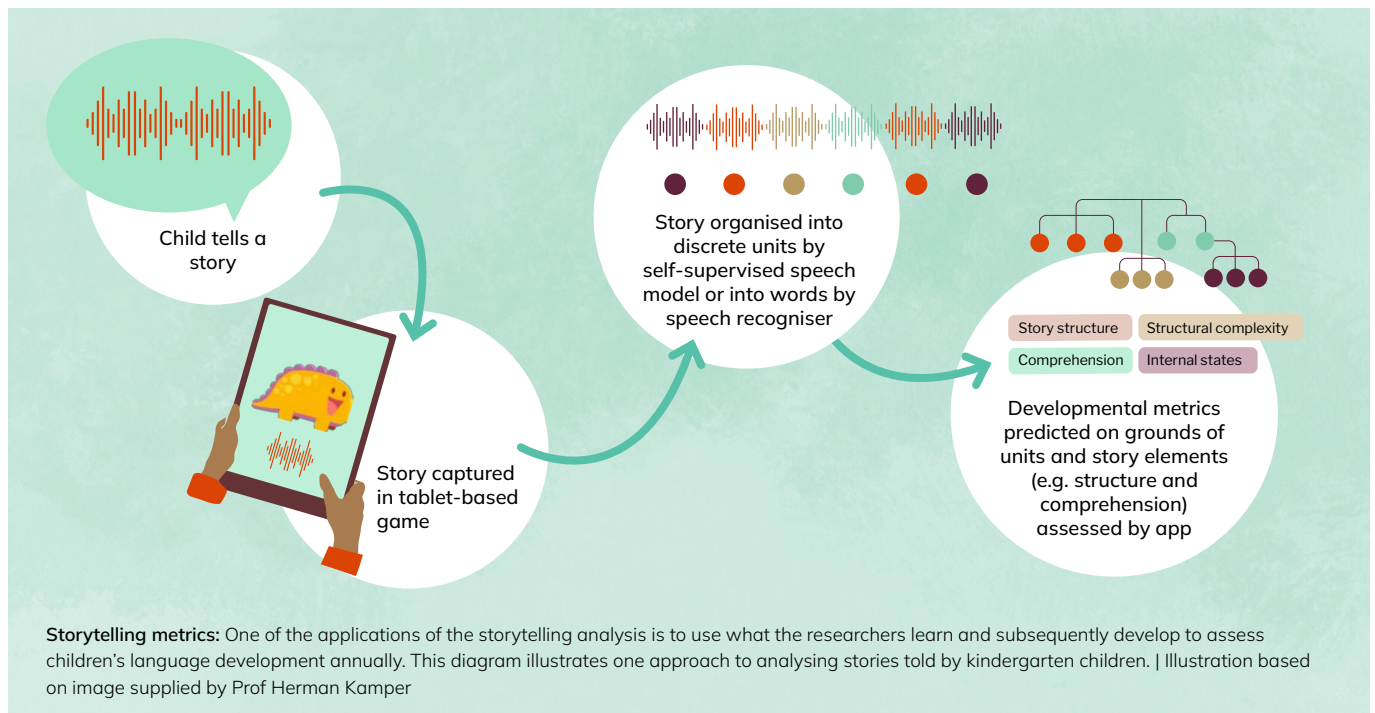 Child tells a
story
Story captured
in tablet-based
game
Story organised into
discrete units by
self-supervised speech
model or into words by
speech recogniser
Story structure
Structural complexity
Comprehension
Internal states
Developmental metrics
predicted on grounds of
units and story elements
(e.g. structure and
comprehension)
assessed by app
Storytelling metrics: One of the applications of the storytelling analysis is to use what the researchers learn and subsequently develop to assess
children’s language development annually. This diagram illustrates one approach to analysing stories told by kindergarten children. | Illustration based
on image supplied by Prof Herman Kamper